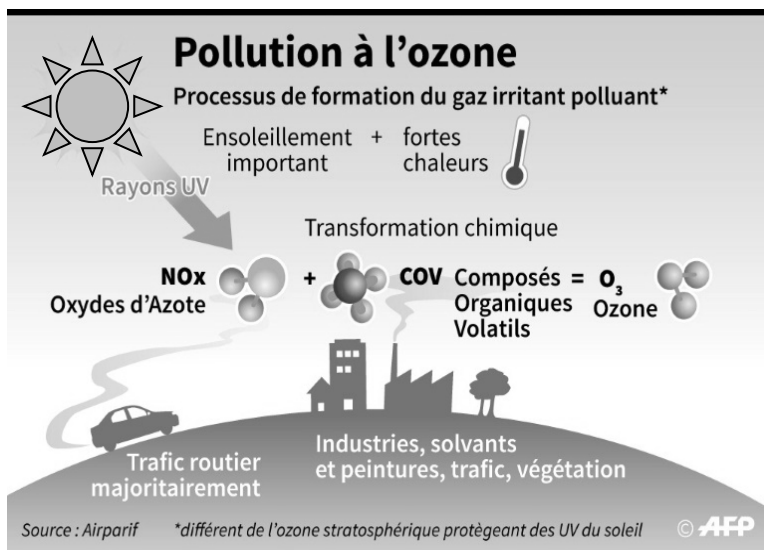 Pollution à l’ozone
Processus de formation du gaz irritant polluant*
Ensoleillement + fortes
important chaleurs
Rayons UV
Transformation chimique
NOx + COV Composés = O₃
Oxydes d’Azote Organiques Ozone
Volatils
Trafic routier
majoritairement
Industries, solvants
et peintures, trafic, végétation
Source : Airparif *différent de l’ozone stratosphérique protègeant des UV du soleil © AFP